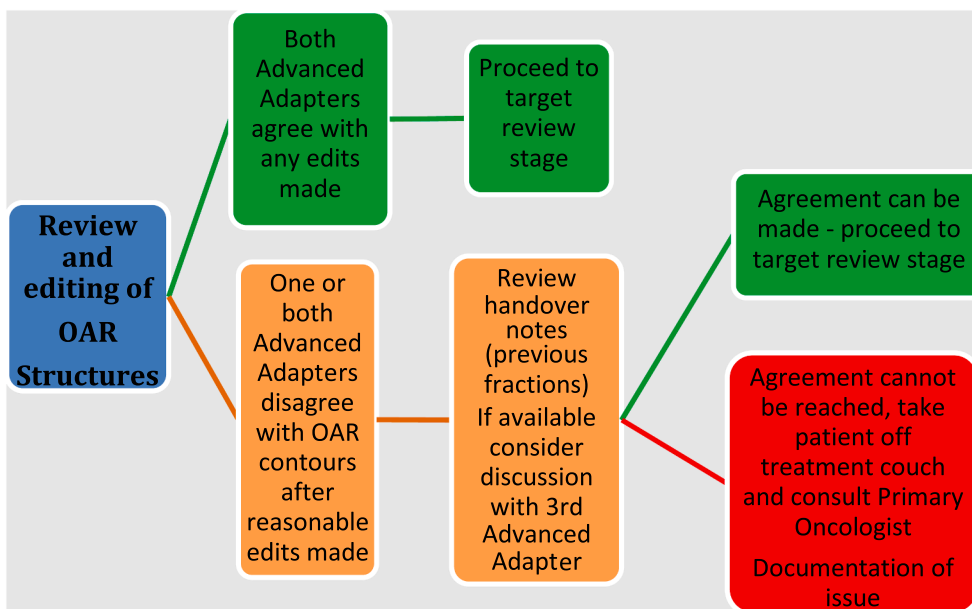 Review
and
editing of
OAR
Structures
Both
Advanced
Adapters
agree with
any edits
made
Proceed to
target
review
stage
One or
both
Advanced
Adapters
disagree
with OAR
contours
after
reasonable
edits made
Review
handover
notes
(previous
fractions)
If available
consider
discussion
with 3rd
Advanced
Adapter
Agreement can be
made - proceed to
target review stage
Agreement cannot
be reached, take
patient off
treatment couch
and consult Primary
Oncologist
Documentation of
issue